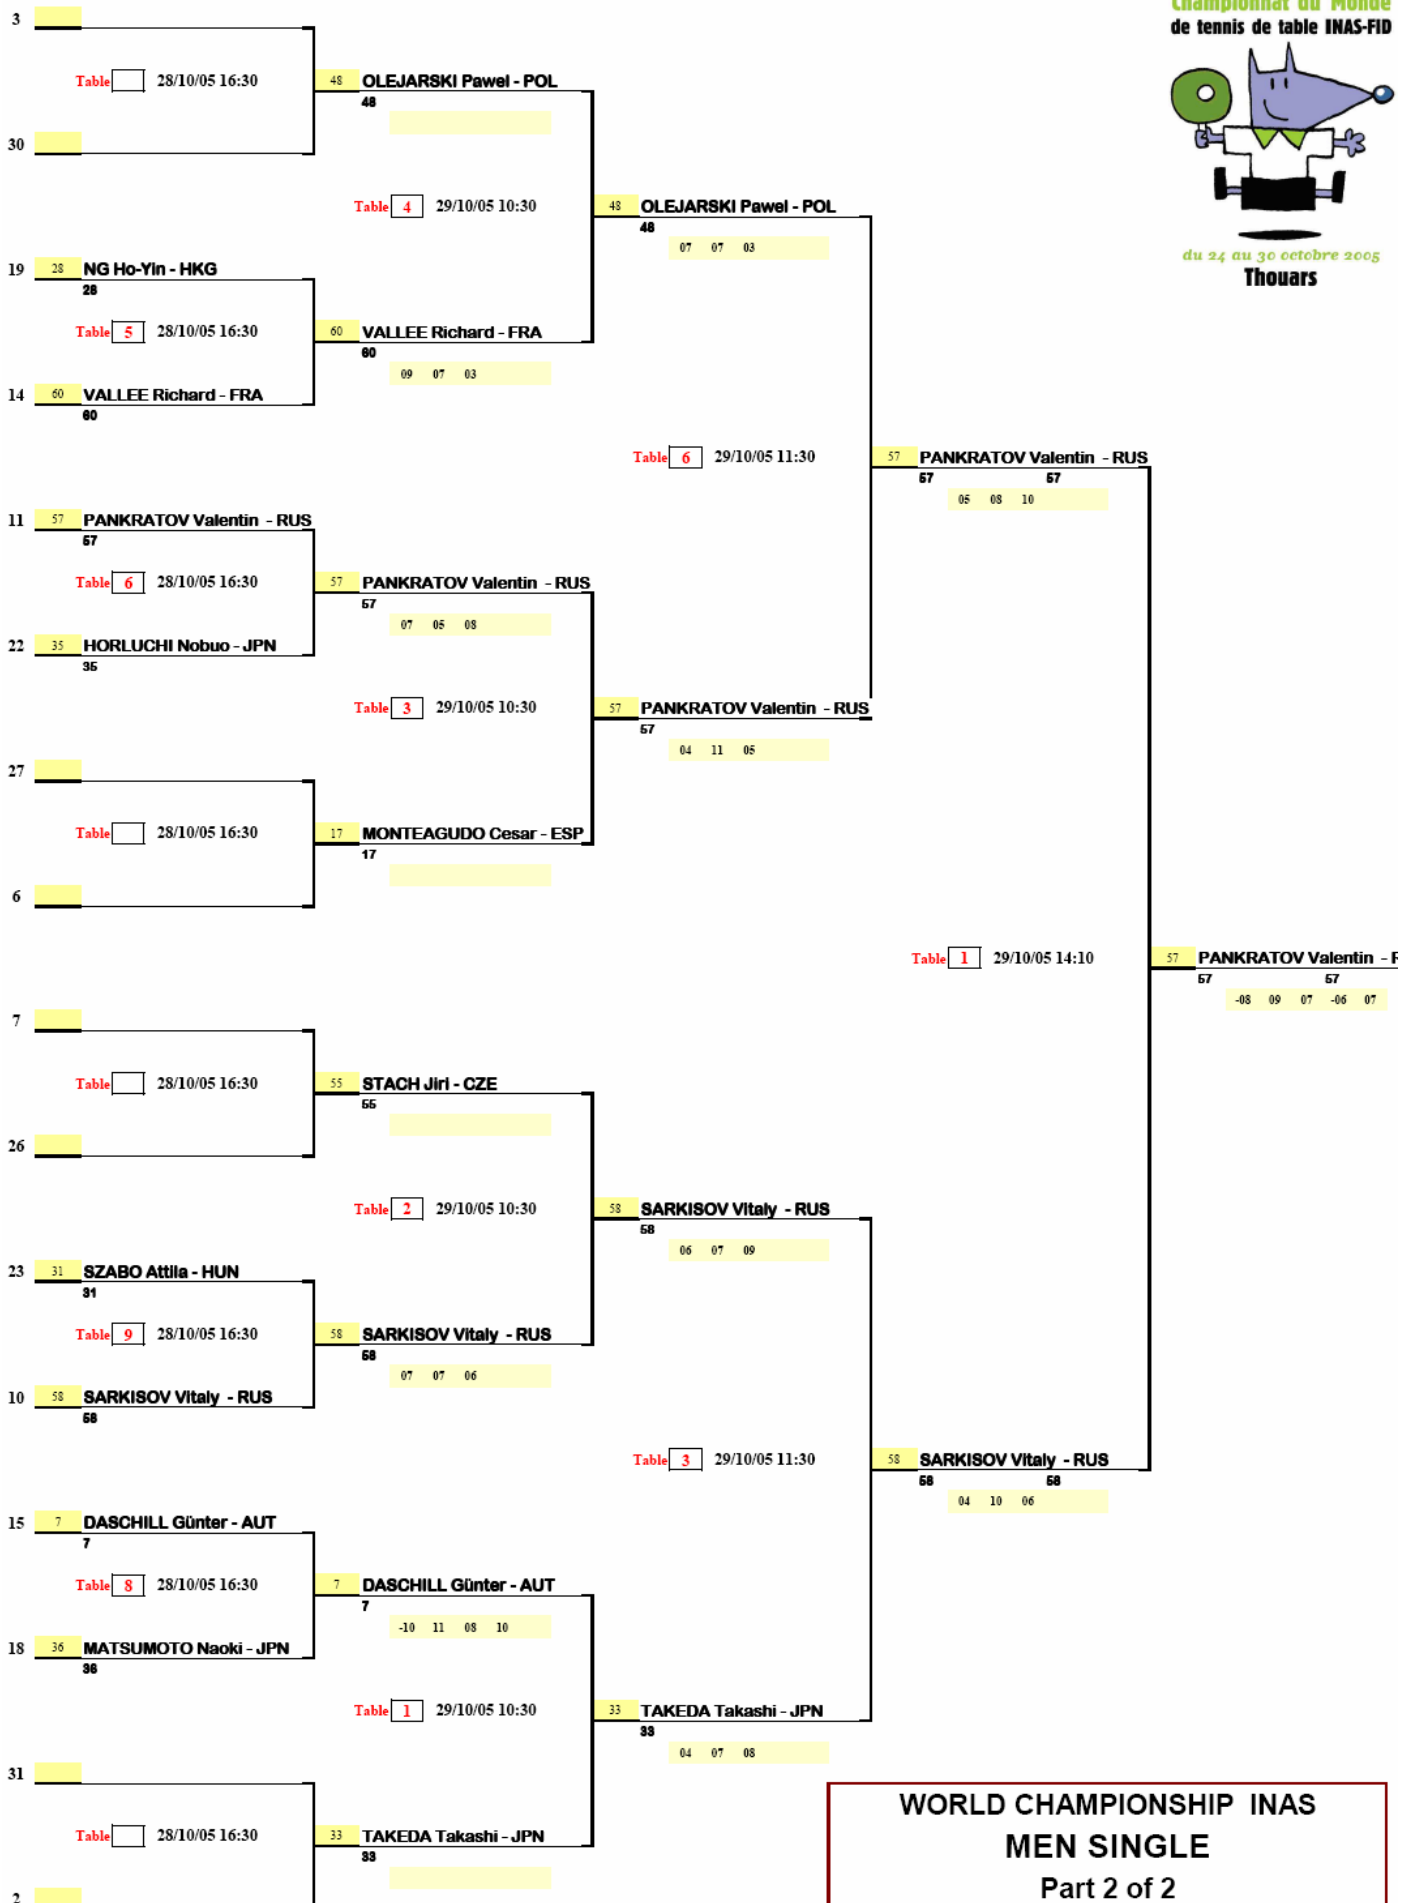 Championnat du Monde
de tennis de table INAS-FID
du 24 au 30 octobre 2005
Thouars
3
Table 28/10/05 16:30
48 OLEJARSKI Pawel - POL
48
30
Table 4 29/10/05 10:30
48 OLEJARSKI Pawel - POL
48
07 07 03
19 28 NG Ho-Yin - HKG
28
Table 5 28/10/05 16:30
60 VALLEE Richard - FRA
60
09 07 03
14 60 VALLEE Richard - FRA
60
Table 6 29/10/05 11:30
57 PANKRATOV Valentin - RUS
57 57
05 08 10
11 57 PANKRATOV Valentin - RUS
57
Table 6 28/10/05 16:30
57 PANKRATOV Valentin - RUS
57
07 05 08
22 35 HORLUCHI Nobuo - JPN
35
Table 3 29/10/05 10:30
57 PANKRATOV Valentin - RUS
57
04 11 05
27
Table 28/10/05 16:30
17 MONTEAGUDO Cesar - ESP
17
6
Table 1 29/10/05 14:10
57 PANKRATOV Valentin -
57 57
-08 09 07 -06 07
7
Table 28/10/05 16:30
55 STACH Jiri - CZE
55
26
Table 2 29/10/05 10:30
58 SARKISOV Vitaly - RUS
58
06 07 09
23 31 SZABO Attila - HUN
31
Table 9 28/10/05 16:30
58 SARKISOV Vitaly - RUS
58
07 07 06
10 58 SARKISOV Vitaly - RUS
58
Table 3 29/10/05 11:30
58 SARKISOV Vitaly - RUS
58 58
04 10 06
15 7 DASCHILL Günter - AUT
7
Table 8 28/10/05 16:30
7 DASCHILL Günter - AUT
7
-10 11 08 10
18 36 MATSUMOTO Naoki - JPN
36
Table 1 29/10/05 10:30
33 TAKEDA Takashi - JPN
33
04 07 08
31
Table 28/10/05 16:30
33 TAKEDA Takashi - JPN
33
2
WORLD CHAMPIONSHIP INAS
MEN SINGLE
Part 2 of 2